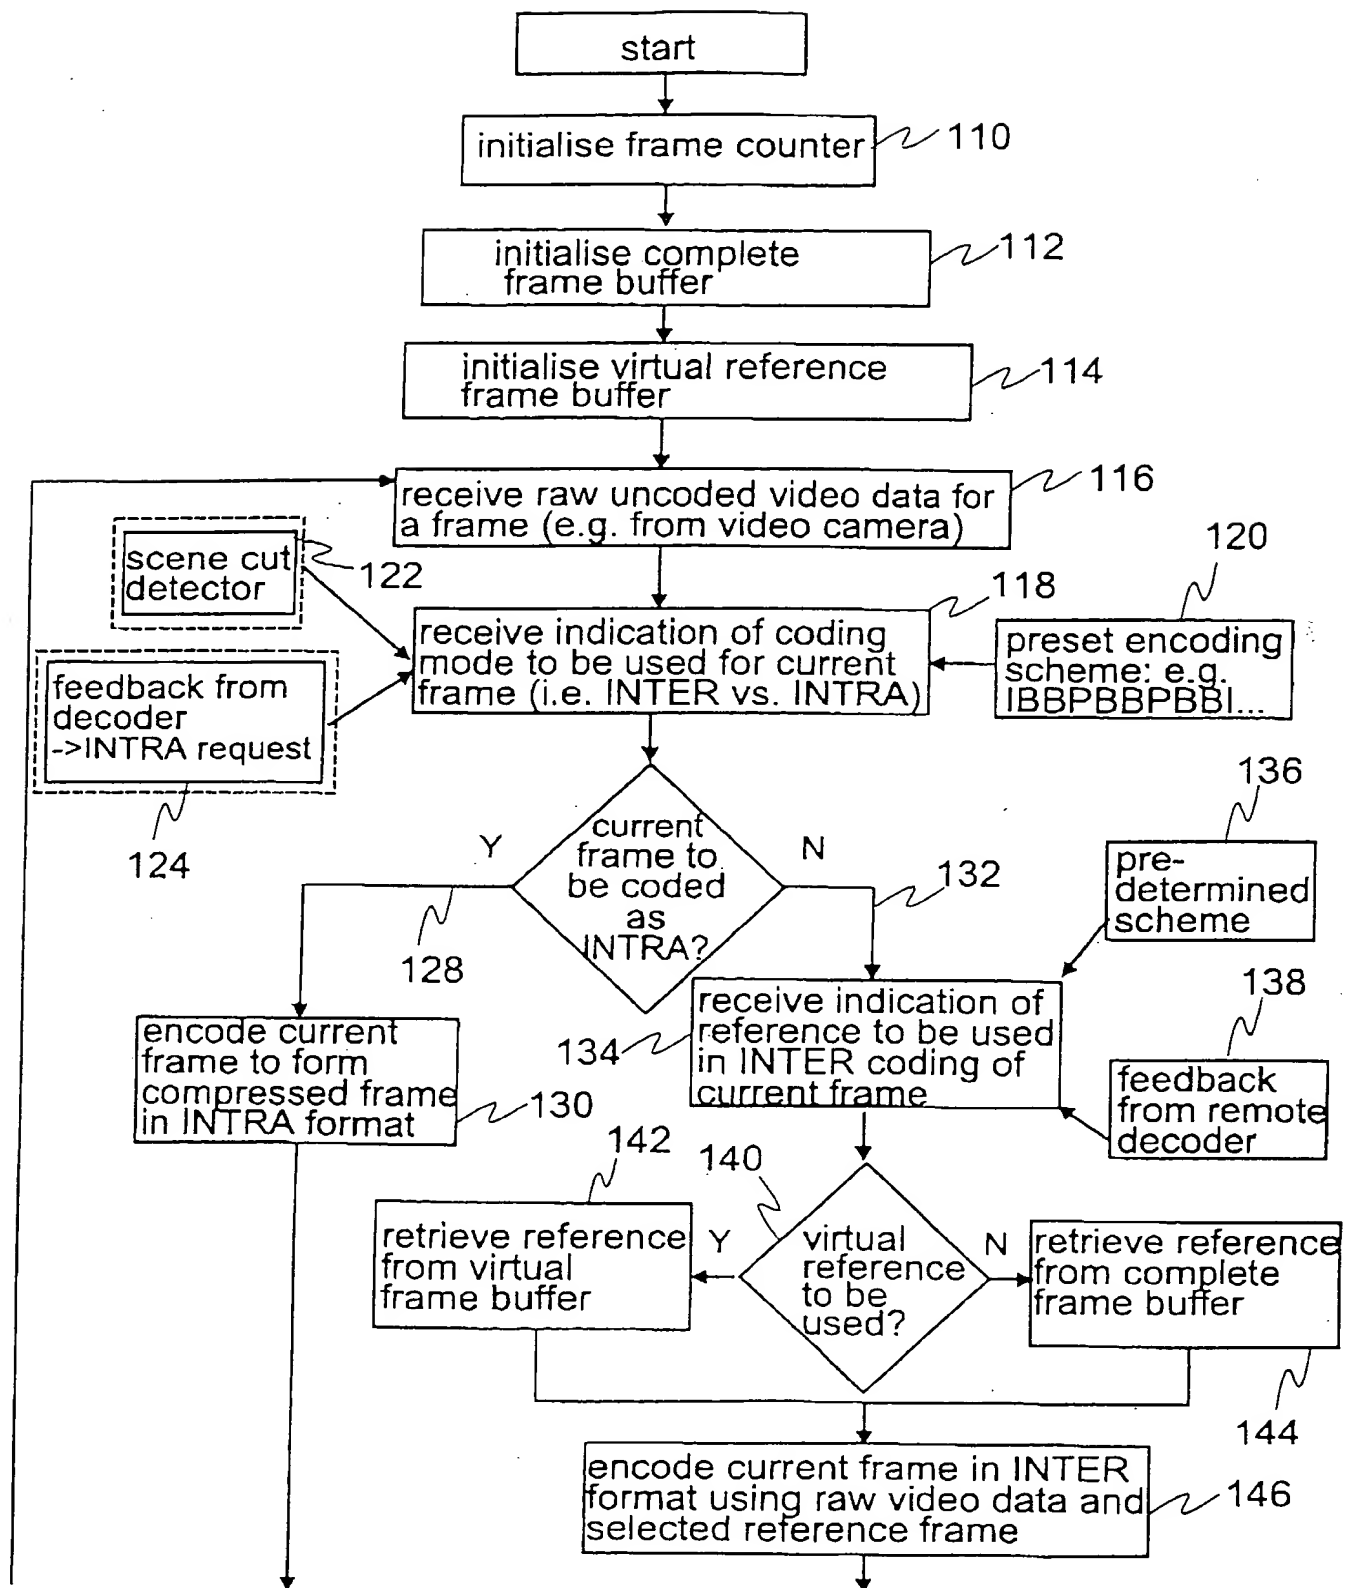 start
initialise frame counter
110
initialise complete
frame buffer
112
initialise virtual reference
frame buffer
114
receive raw uncoded video data for
a frame (e.g. from video camera)
116
scene cut
detector
122
120
118
receive indication of coding
mode to be used for current
frame (i.e. INTER vs. INTRA)
preset encoding
scheme: e.g.
IBBPBBPBBI...
feedback from
decoder
->INTRA request
124
136
Y
current
frame to
be coded
as
INTRA?
N
132
pre-
determined
scheme
128
138
receive indication of
reference to be used
in INTER coding of
current frame
134
encode current
frame to form
compressed frame
in INTRA format
130
feedback
from remote
decoder
142
140
retrieve reference
from virtual
frame buffer
Y
virtual
reference
to be
used?
N
retrieve reference
from complete
frame buffer
144
encode current frame in INTER
format using raw video data and
selected reference frame
146